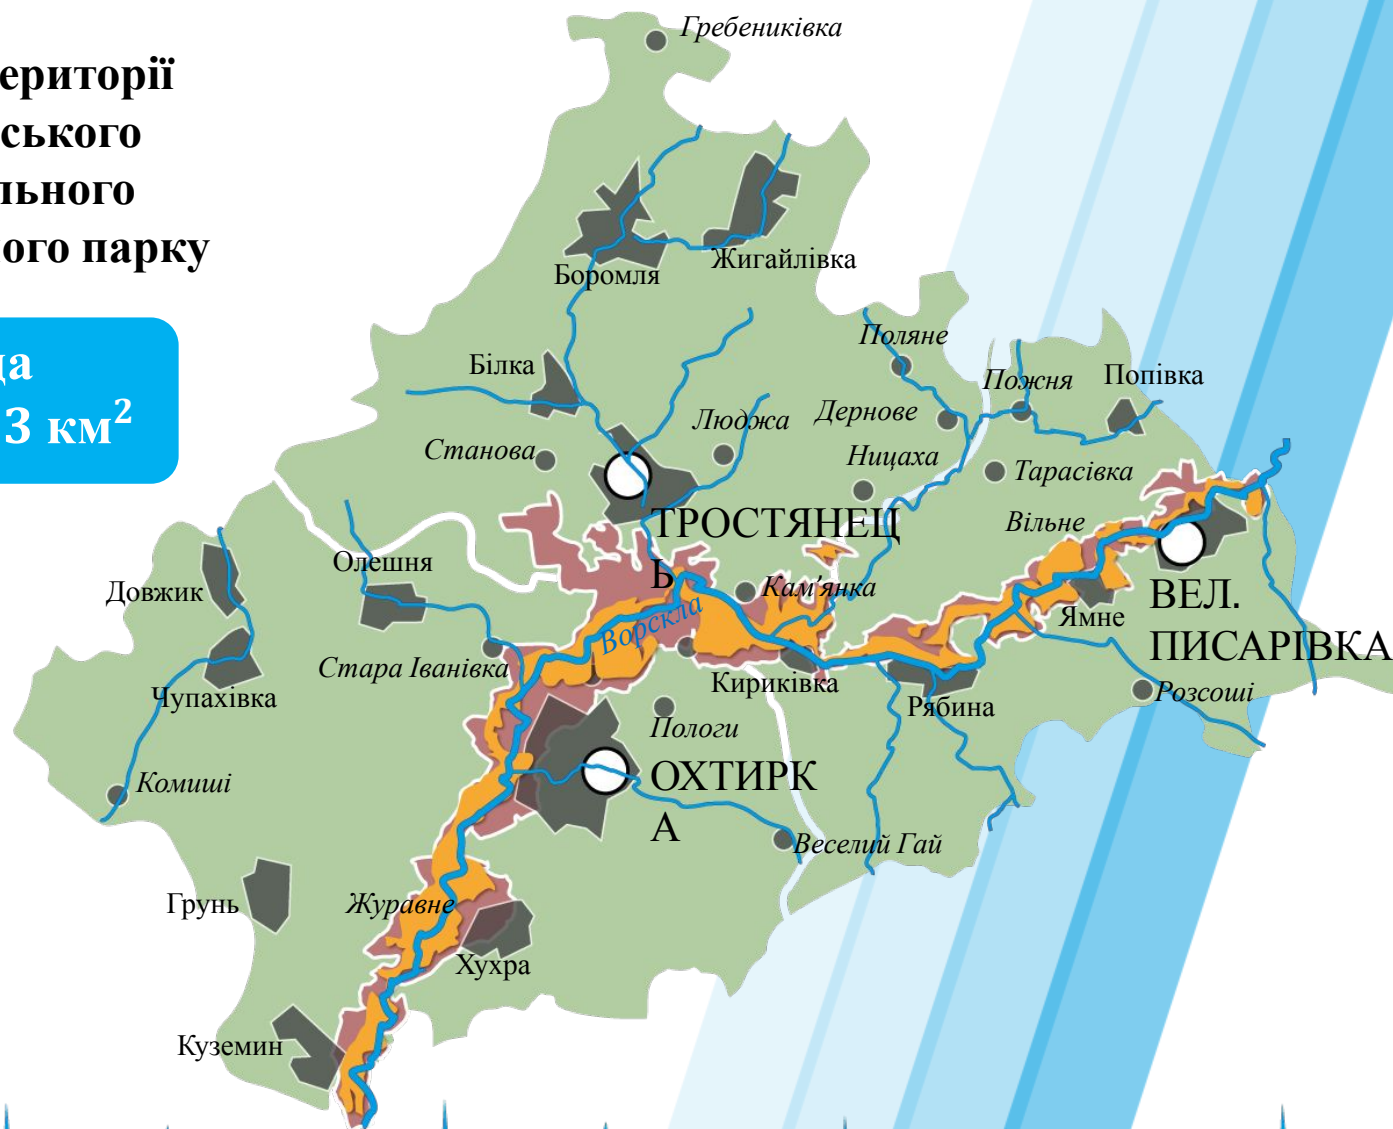 ериторії
ського
льного
ого парку
да
3 км²
Гребениківка
Боромля
Жигайлівка
Білка
Поляне
Пожня
Попівка
Люджа
Дернове
Станова
Ницаха
Тарасівка
Вільне
ТРОСТЯНЕЦ
Ь
Олешня
Довжик
Кам'янка
Ворскла
Ямне
ВЕЛ.
ПИСАРІВКА
Стара Іванівка
Чупахівка
Кириківка
Рябина
Розсоші
Пологи
Комиші
ОХТИРК
А
Веселий Гай
Грунь
Журавне
Хухра
Куземин